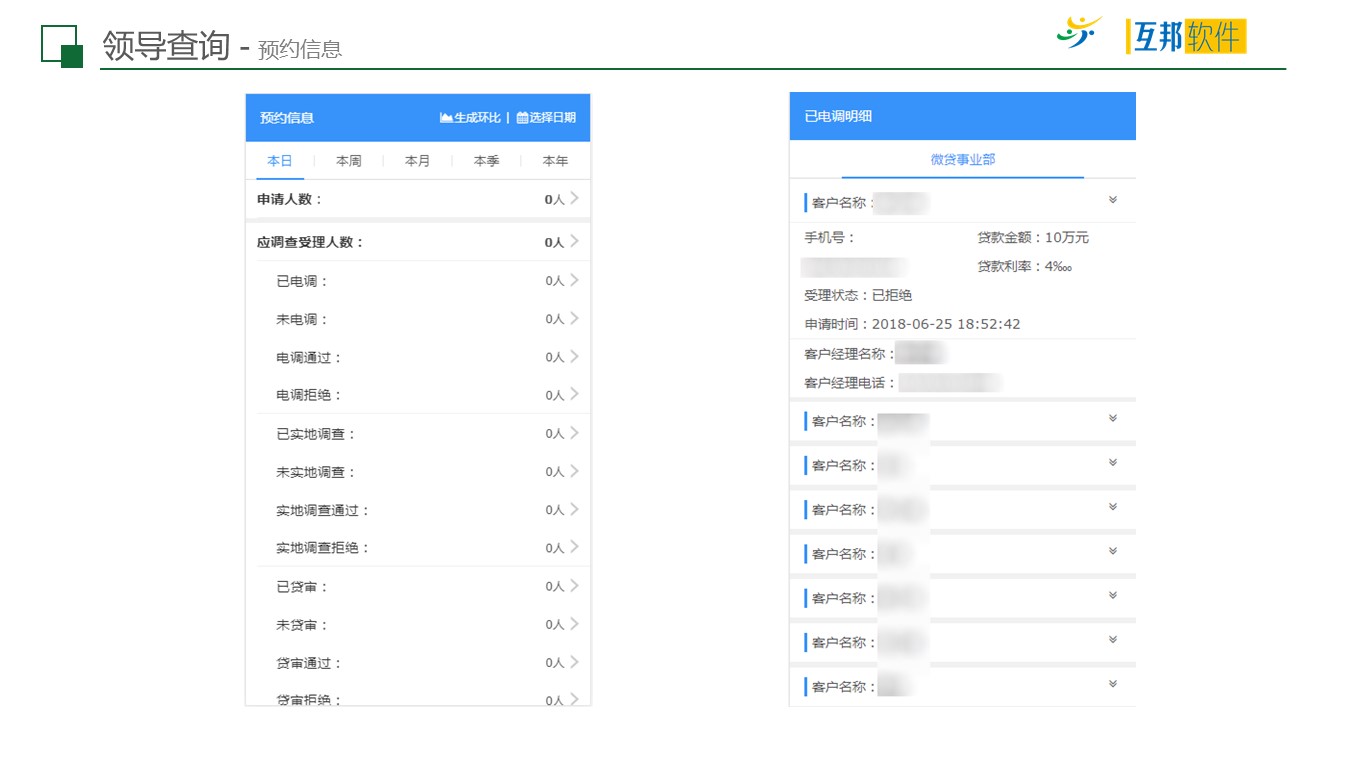 领导查询 - 预约信息
互邦软件
预约信息 生成环比 | 选择日期
本日 本周 本月 本季 本年
申请人数： 0人
应调查受理人数： 0人
已电调： 0人
未电调： 0人
电调通过： 0人
电调拒绝： 0人
已实地调查： 0人
未实地调查： 0人
实地调查通过： 0人
实地调查拒绝： 0人
已贷审： 0人
未贷审： 0人
贷审通过： 0人
贷审拒绝： 0人
已电调明细
微贷事业部
客户名称：
手机号： 贷款金额：10万元
贷款利率：4‰
受理状态：已拒绝
申请时间：2018-06-25 18:52:42
客户经理名称：
客户经理电话：
客户名称：
客户名称：
客户名称：
客户名称：
客户名称：
客户名称：
客户名称：